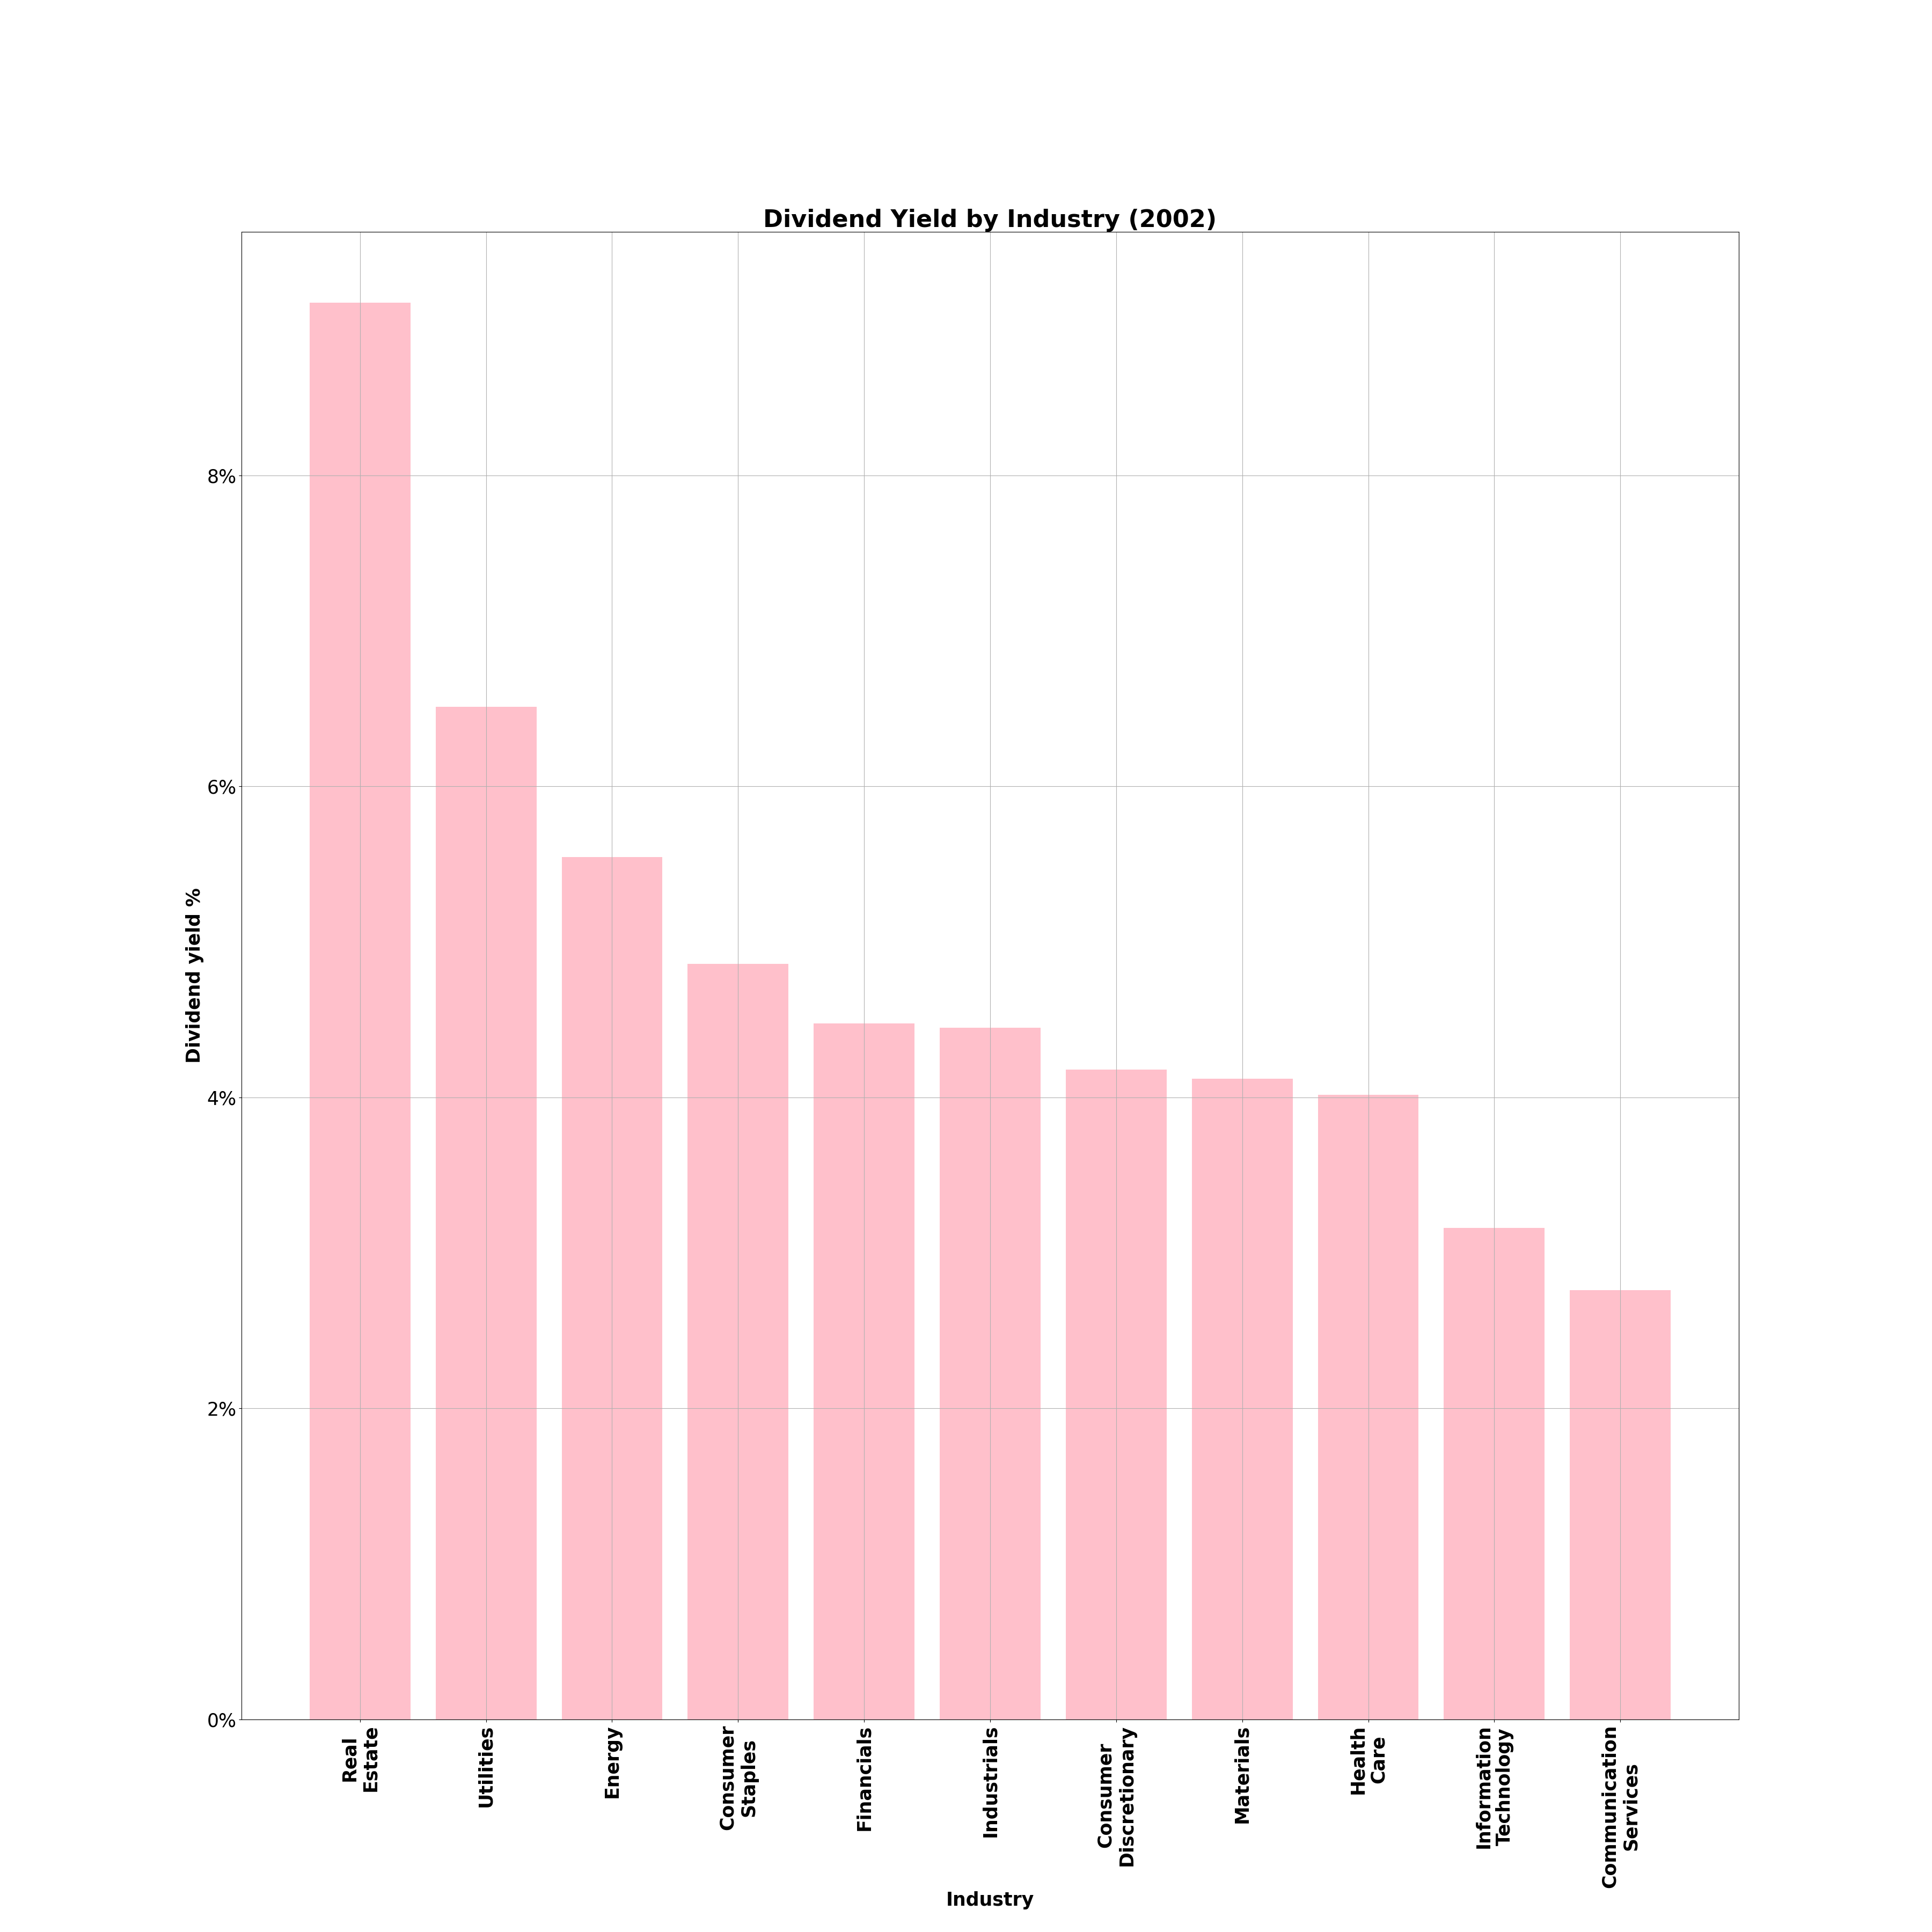 Dividend Yield by Industry (2002)
8%
6%
4%
2%
0%
Dividend yield %
Real
Estate
Utilities
Energy
Consumer
Staples
Financials
Industrials
Consumer
Discretionary
Materials
Health
Care
Information
Technology
Communication
Services
Industry